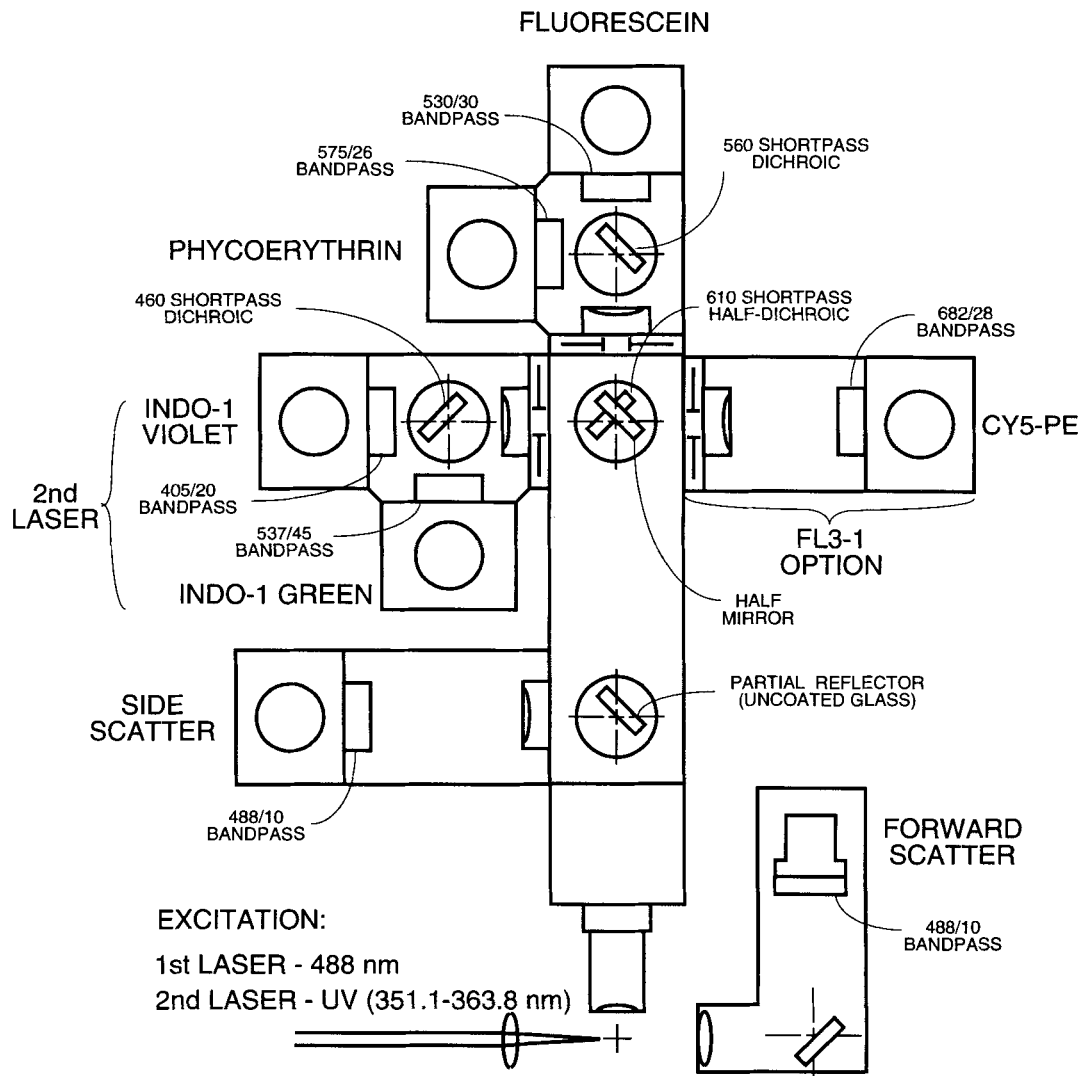 FLUORESCEIN
530/30
BANDPASS
560 SHORTPASS
DICHROIC
575/26
BANDPASS
PHYCOERYTHRIN
460 SHORTPASS
DICHROIC
610 SHORTPASS
HALF-DICHROIC
682/28
BANDPASS
INDO-1
VIOLET
CY5-PE
2nd
LASER
405/20
BANDPASS
537/45
BANDPASS
FL3-1
OPTION
INDO-1 GREEN
HALF
MIRROR
SIDE
SCATTER
PARTIAL REFLECTOR
(UNCOATED GLASS)
488/10
BANDPASS
FORWARD
SCATTER
488/10
BANDPASS
EXCITATION:
1st LASER - 488 nm
2nd LASER - UV (351.1-363.8 nm)